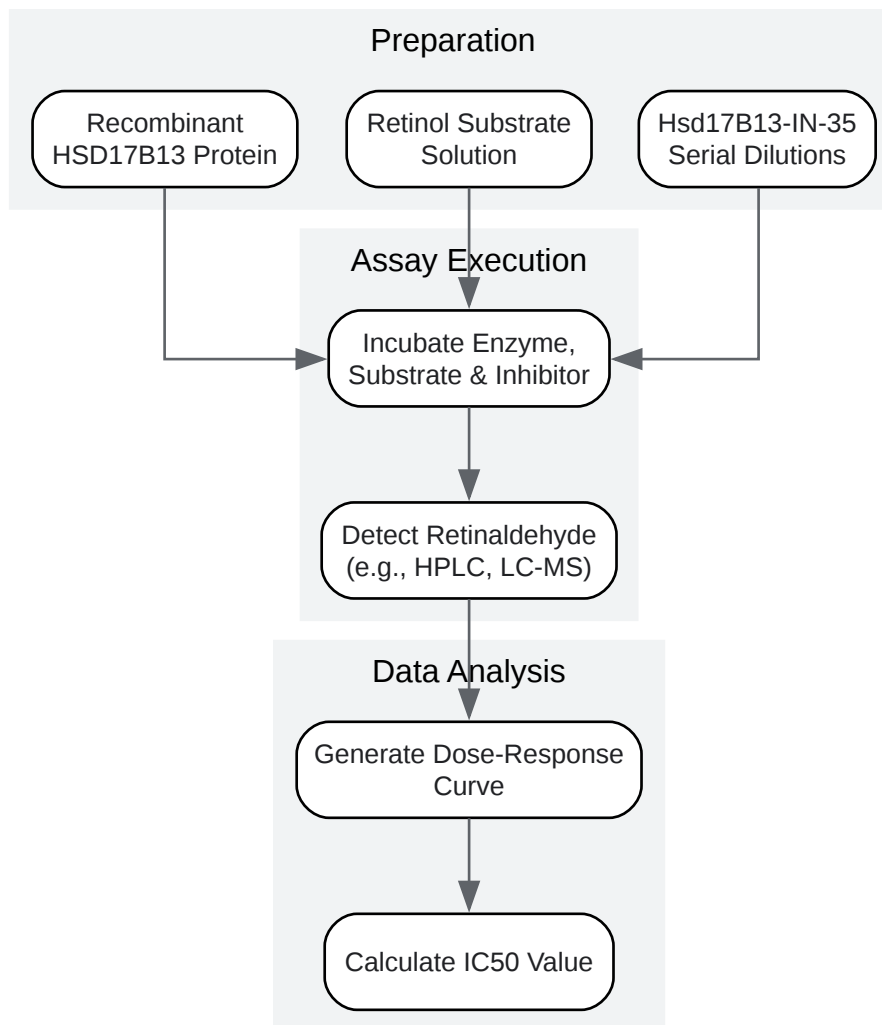 Preparation
Recombinant
HSD17B13 Protein
Retinol Substrate
Solution
Hsd17B13-IN-35
Serial Dilutions
Assay Execution
Incubate Enzyme,
Substrate & Inhibitor
Detect Retinaldehyde
(e.g., HPLC, LC-MS)
Data Analysis
Generate Dose-Response
Curve
Calculate IC50 Value